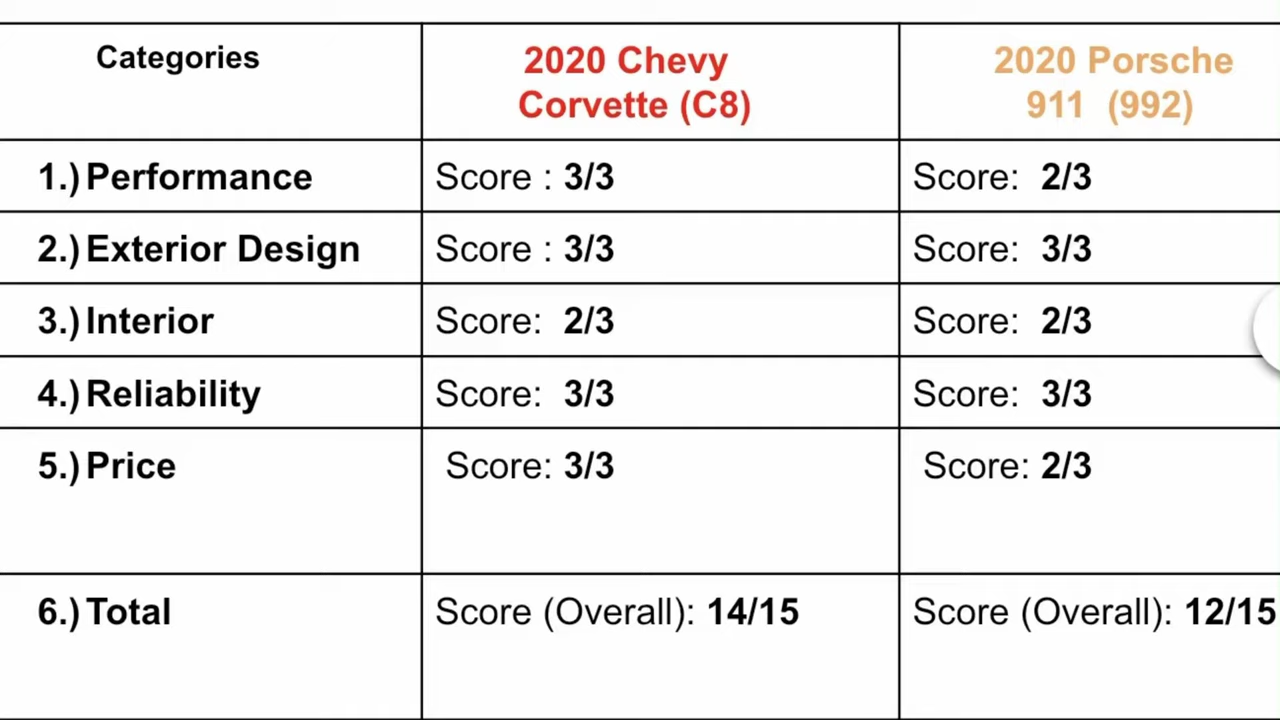 Categories
2020 Chevy
Corvette (C8)
2020 Porsche
911 (992)
1.) Performance
Score : 3/3
Score: 2/3
2.) Exterior Design
Score : 3/3
Score: 3/3
3.) Interior
Score: 2/3
Score: 2/3
4.) Reliability
Score: 3/3
Score: 3/3
5.) Price
Score: 3/3
Score: 2/3
6.) Total
Score (Overall): 14/15
Score (Overall): 12/15